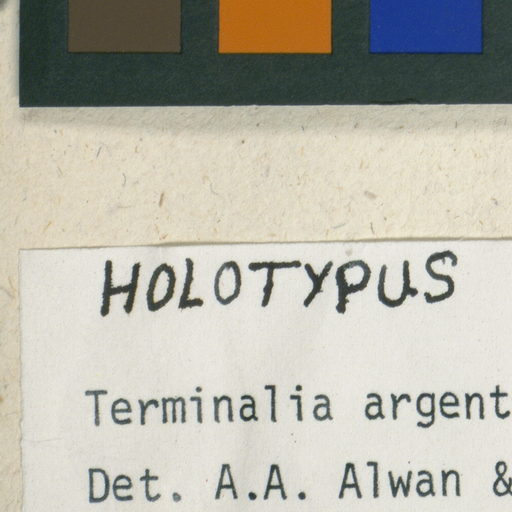 HOLOTYPUS
Terminalia argent
Det. A.A. Alwan &